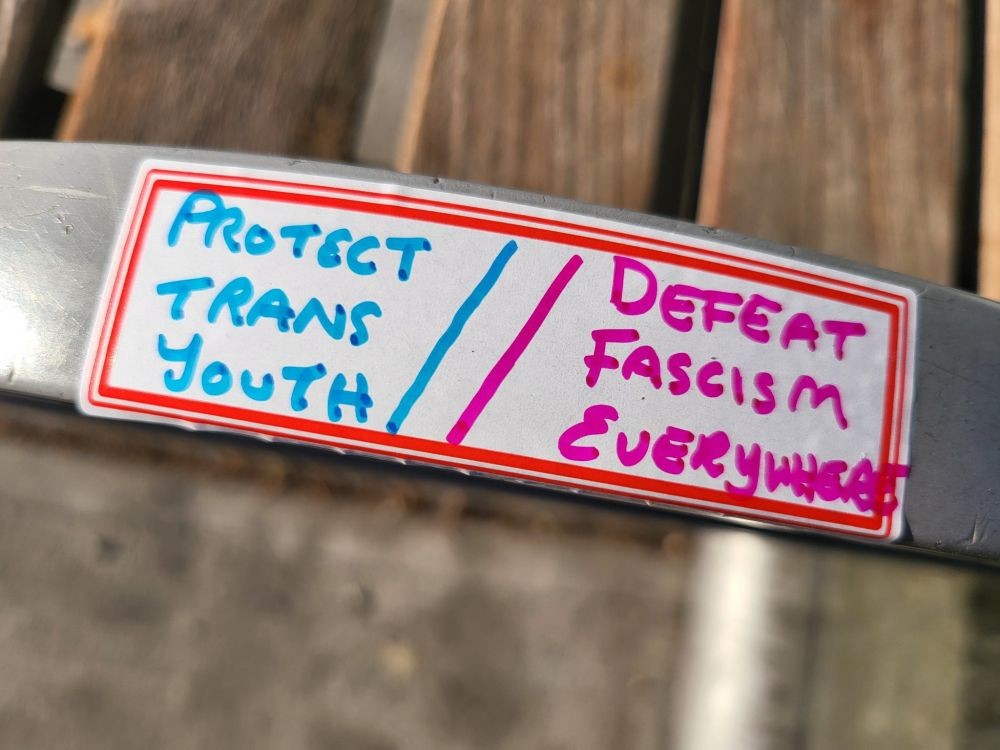 PROTECT
TRANS
YOUTH
//
DEFEAT
FASCISM
EVERYWHERE